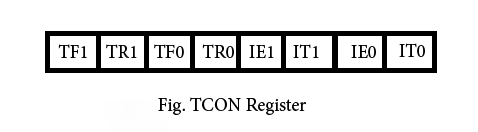 TF1 TR1 TF0 TR0 IE1 IT1 IE0 IT0
Fig. TCON Register